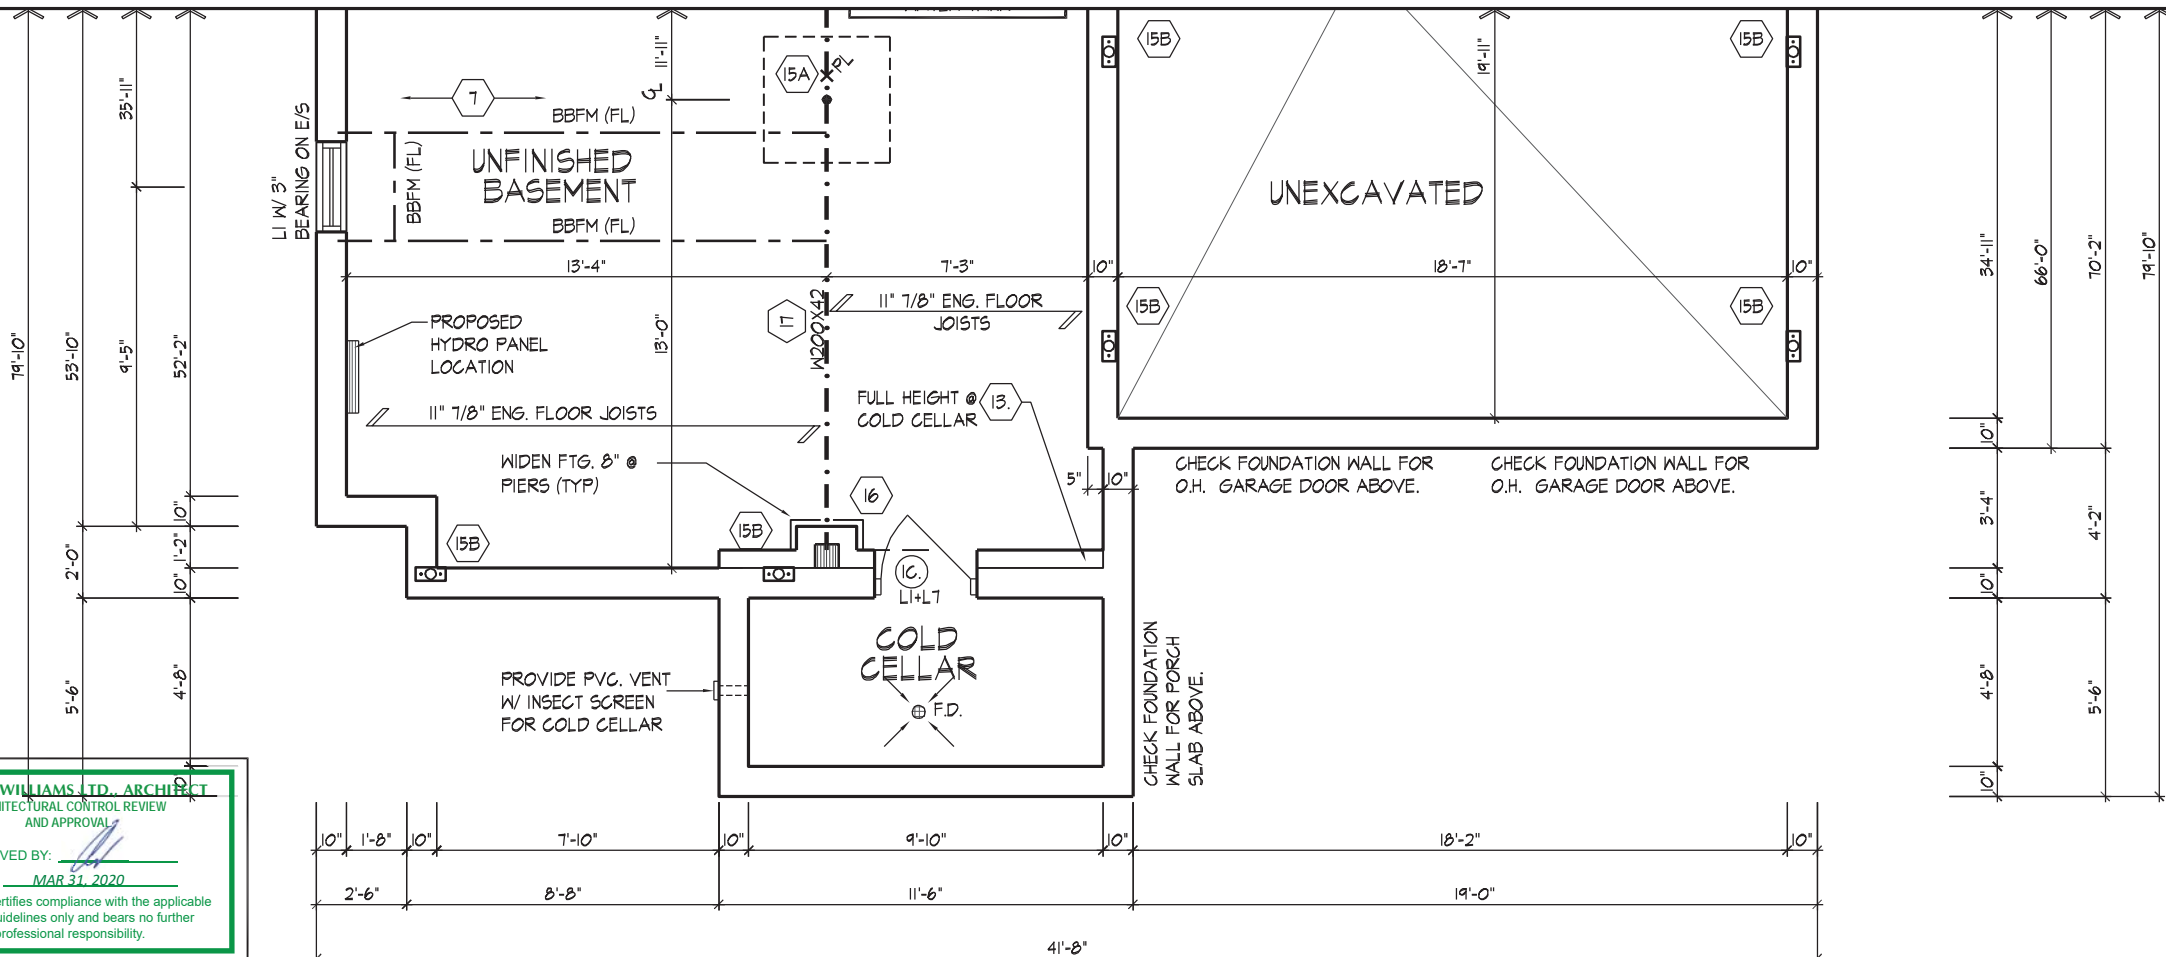 15B
15B
15A
PL
11'-11"
19'-11"
35'-11"
7
BBFM (FL)
L1 W/ 3"
BEARING ON E/S
BBFM (FL)
UNFINISHED
BASEMENT
BBFM (FL)
UNEXCAVATED
13'-4"
7'-3"
10"
18'-7"
10"
34'-11"
66'-0"
70'-2"
79'-10"
79'-10"
53'-10"
9'-5"
52'-2"
PROPOSED
HYDRO PANEL
LOCATION
13'-0"
17
W200X42
11" 7/8" ENG. FLOOR
JOISTS
15B
15B
11" 7/8" ENG. FLOOR JOISTS
FULL HEIGHT @
COLD CELLAR
13.
WIDEN FTG. 8" @
PIERS (TYP)
16
5"
10"
CHECK FOUNDATION WALL FOR
O.H. GARAGE DOOR ABOVE.
CHECK FOUNDATION WALL FOR
O.H. GARAGE DOOR ABOVE.
10"
3'-4"
4'-2"
10"
10"
2'-0"
1'-2"
10"
15B
15B
1C.
L1+L7
COLD
CELLAR
F.D.
PROVIDE PVC. VENT
W/ INSECT SCREEN
FOR COLD CELLAR
CHECK FOUNDATION
WALL FOR PORCH
SLAB ABOVE.
5'-6"
4'-8"
10"
4'-8"
5'-6"
10"
WILLIAMS LTD., ARCHITECT
ITECTURAL CONTROL REVIEW
AND APPROVAL
VED BY:
MAR 31, 2020
rtifies compliance with the applicable
uidelines only and bears no further
rofessional responsibility.
10"
1'-8"
10"
7'-10"
10"
9'-10"
10"
18'-2"
10"
2'-6"
8'-8"
11'-6"
19'-0"
41'-8"